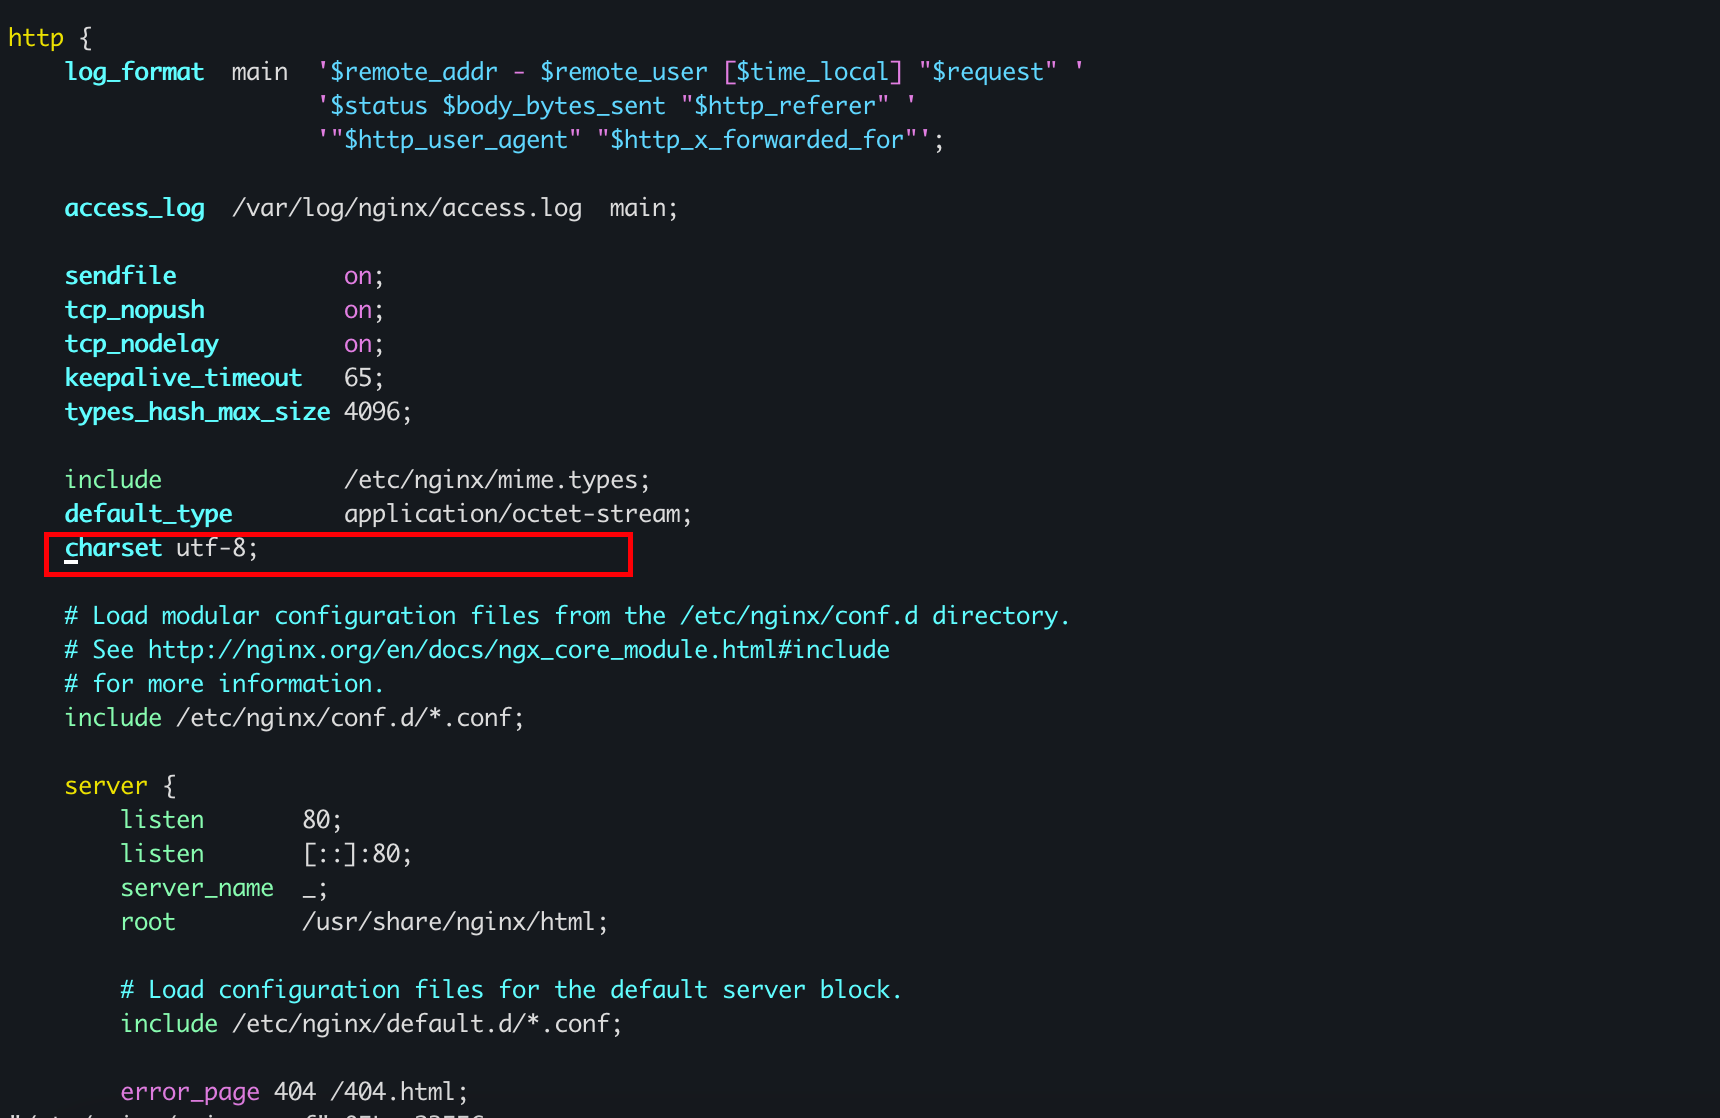 http {
    log_format  main  '$remote_addr - $remote_user [$time_local] "$request" '
                      '$status $body_bytes_sent "$http_referer" '
                      '"$http_user_agent" "$http_x_forwarded_for"';
    access_log  /var/log/nginx/access.log  main;
    sendfile            on;
    tcp_nopush          on;
    tcp_nodelay         on;
    keepalive_timeout   65;
    types_hash_max_size 4096;
    include             /etc/nginx/mime.types;
    default_type        application/octet-stream;
    charset utf-8;
    # Load modular configuration files from the /etc/nginx/conf.d directory.
    # See http://nginx.org/en/docs/ngx_core_module.html#include
    # for more information.
    include /etc/nginx/conf.d/*.conf;
    server {
        listen       80;
        listen       [::]:80;
        server_name  _;
        root         /usr/share/nginx/html;
        # Load configuration files for the default server block.
        include /etc/nginx/default.d/*.conf;
        error_page 404 /404.html;